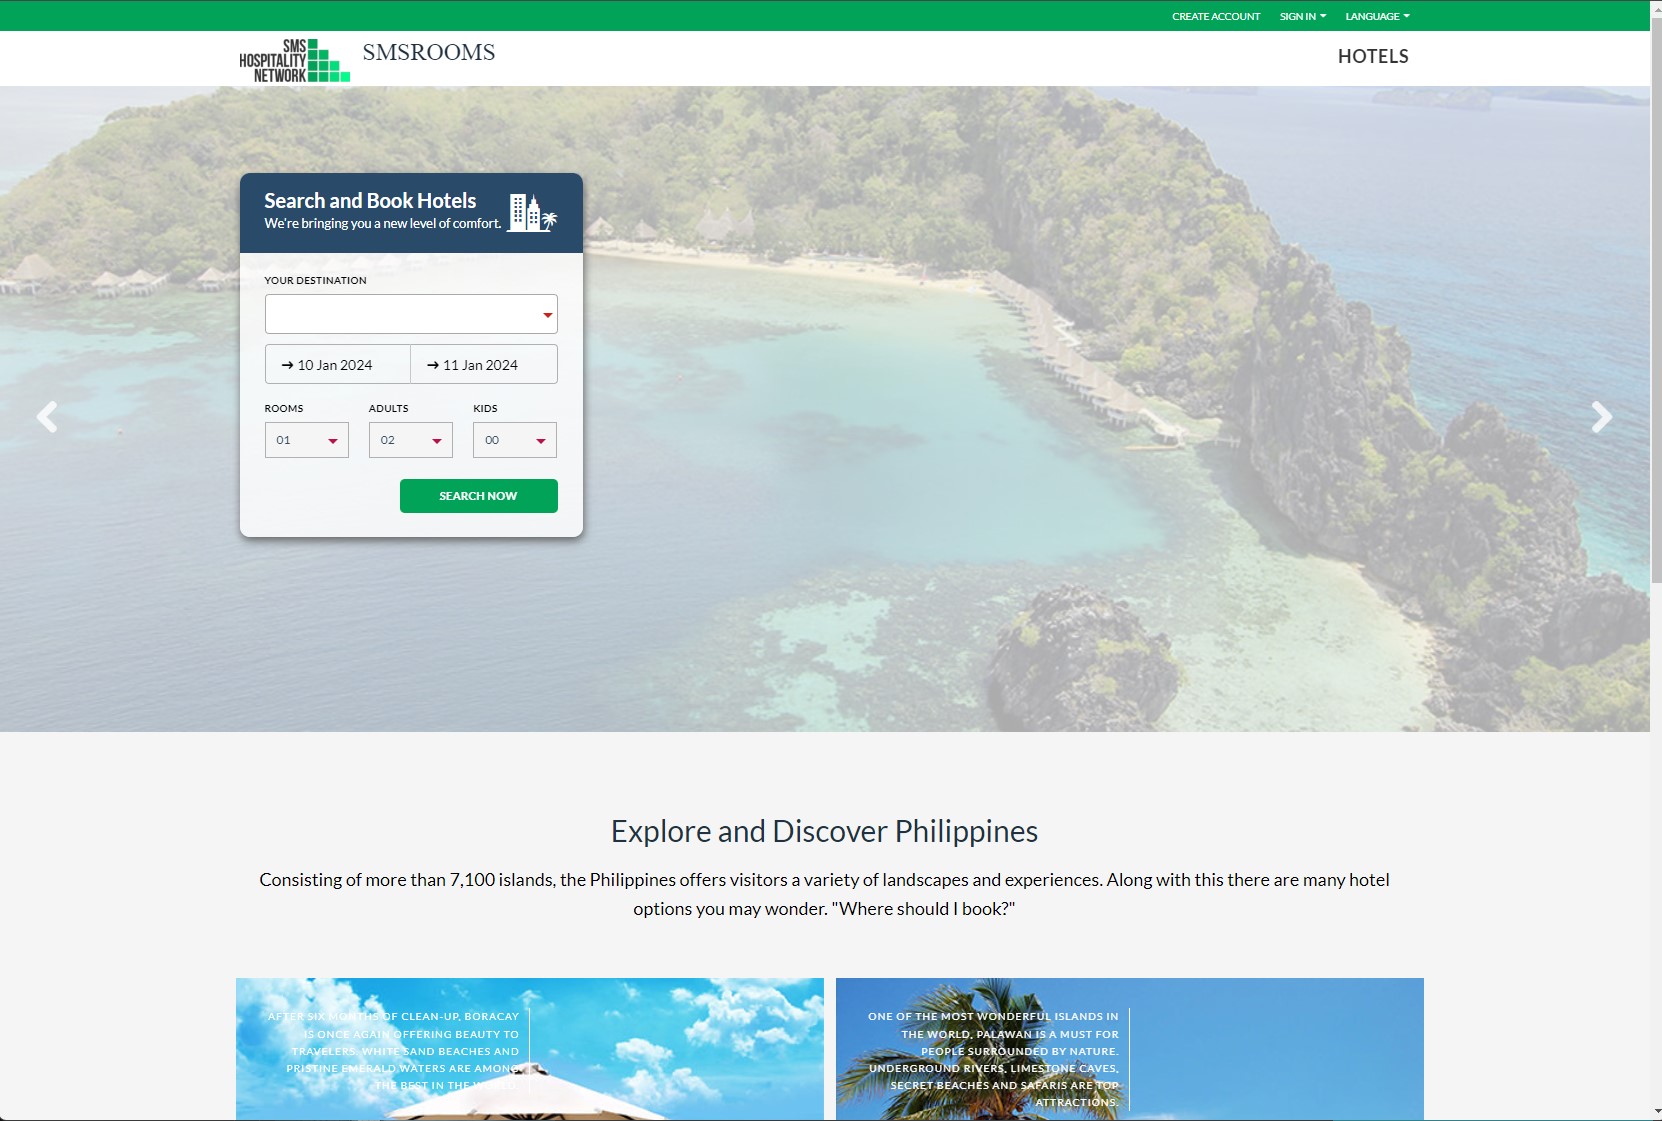 CREATE ACCOUNT SIGN IN LANGUAGE
SMS
HOSPITALITY
NETWORK
SMSROOMS
HOTELS
Search and Book Hotels
We're bringing you a new level of comfort.
YOUR DESTINATION
10 Jan 2024 11 Jan 2024
ROOMS ADULTS KIDS
01 02 00
SEARCH NOW
Explore and Discover Philippines
Consisting of more than 7,100 islands, the Philippines offers visitors a variety of landscapes and experiences. Along with this there are many hotel
options you may wonder. "Where should I book?"
AFTER SIX MONTHS OF CLEAN-UP, BORACAY
IS ONCE AGAIN OFFERING BEAUTY TO
TRAVELERS. WHITE SAND BEACHES AND
PRISTINE EMERALD WATERS ARE AMONG
THE BEST IN THE WORLD.
ONE OF THE MOST WONDERFUL ISLANDS IN
THE WORLD, PALAWAN IS A MUST FOR
PEOPLE SURROUNDED BY NATURE.
UNDERGROUND RIVERS, LIMESTONE CAVES,
SECRET BEACHES AND SAFARIS ARE TOP
ATTRACTIONS.